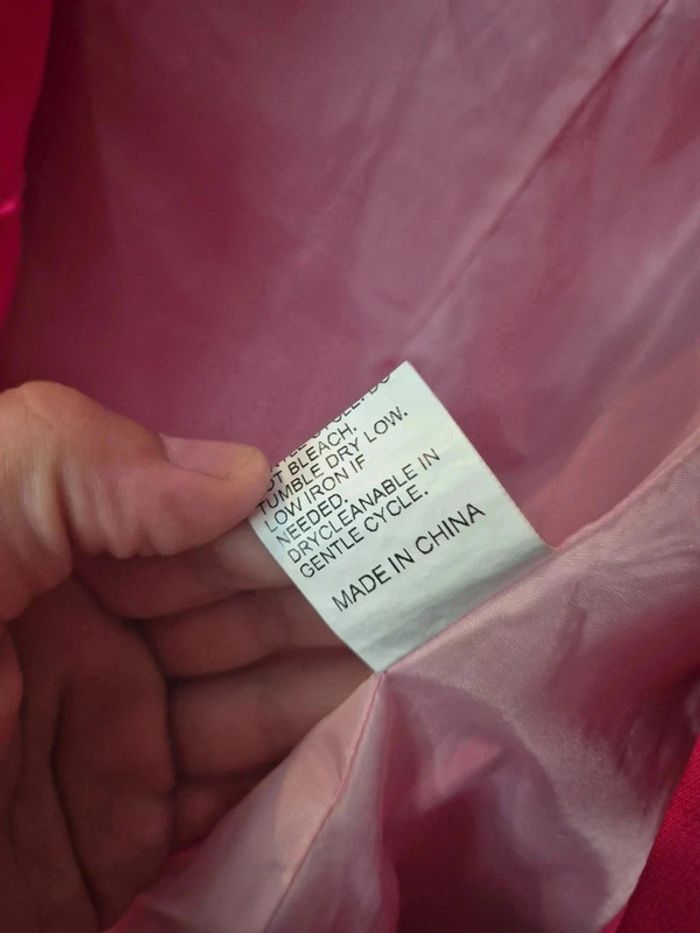 BLEACH.
TUMBLE DRY LOW.
LOW IRON IF
NEEDED.
DRYCLEANABLE IN
GENTLE CYCLE.
MADE IN CHINA